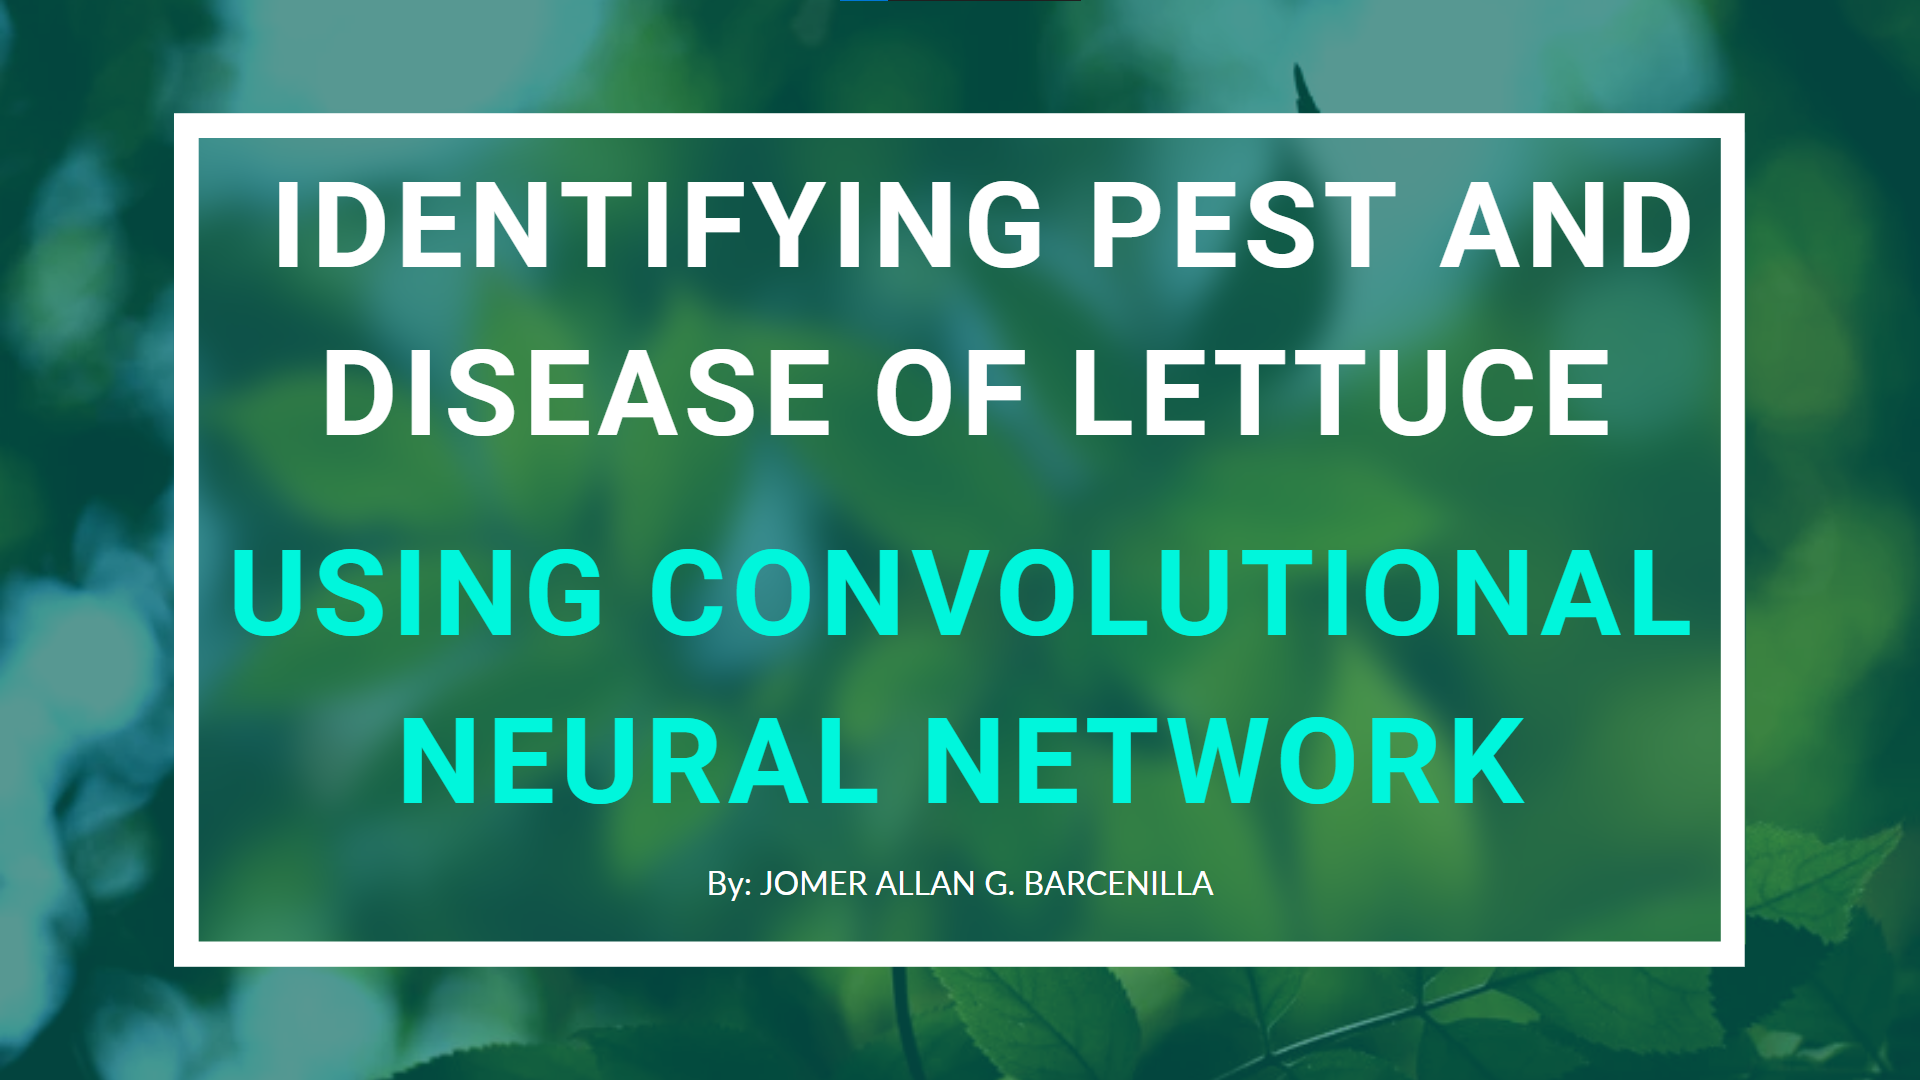 IDENTIFYING PEST AND
DISEASE OF LETTUCE
USING CONVOLUTIONAL
NEURAL NETWORK
By: JOMER ALLAN G. BARCENILLA